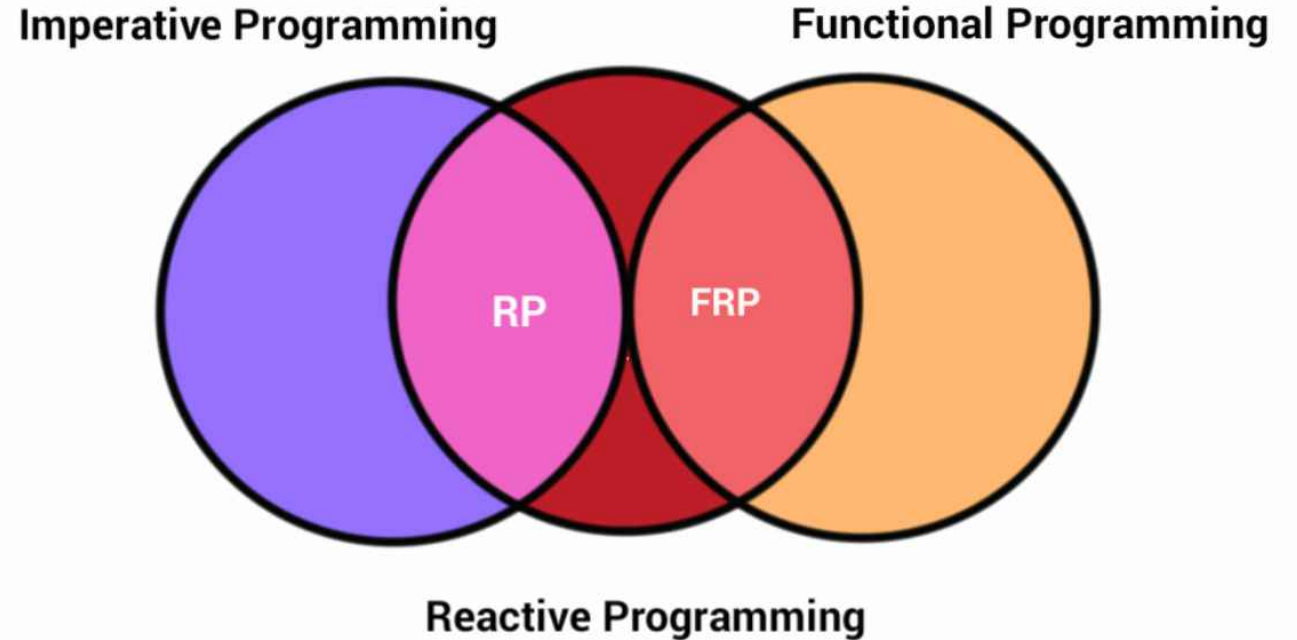 Imperative Programming
Functional Programming
RP
FRP
Reactive Programming